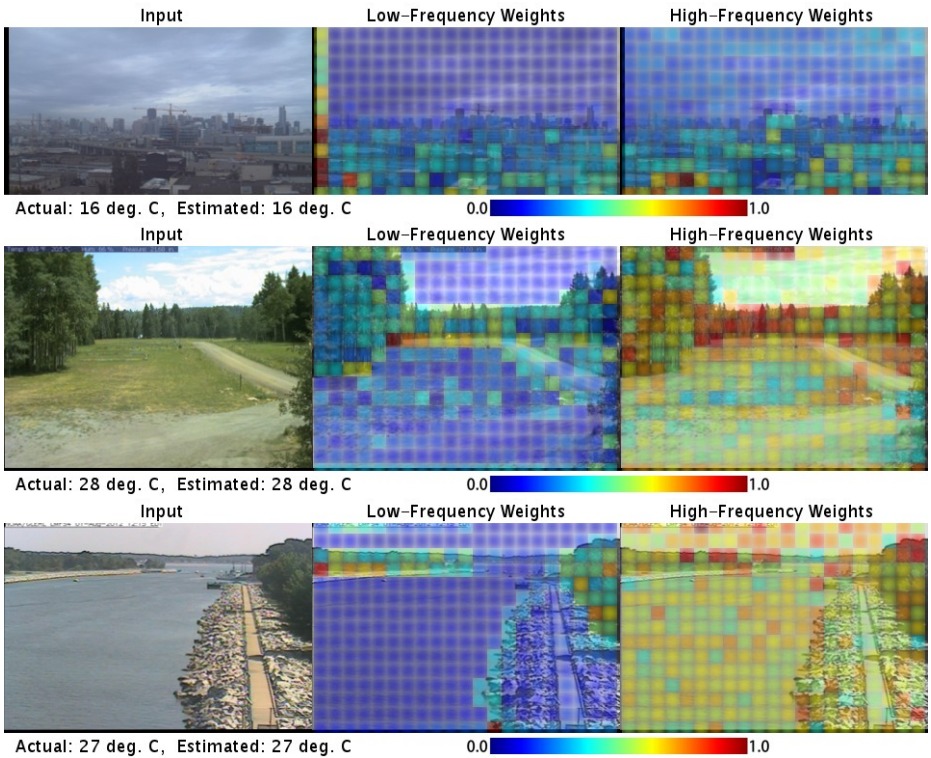 Input Low-Frequency Weights High-Frequency Weights
Actual: 16 deg. C, Estimated: 16 deg. C 0.0 1.0
Input Low-Frequency Weights High-Frequency Weights
Actual: 28 deg. C, Estimated: 28 deg. C 0.0 1.0
Input Low-Frequency Weights High-Frequency Weights
Actual: 27 deg. C, Estimated: 27 deg. C 0.0 1.0